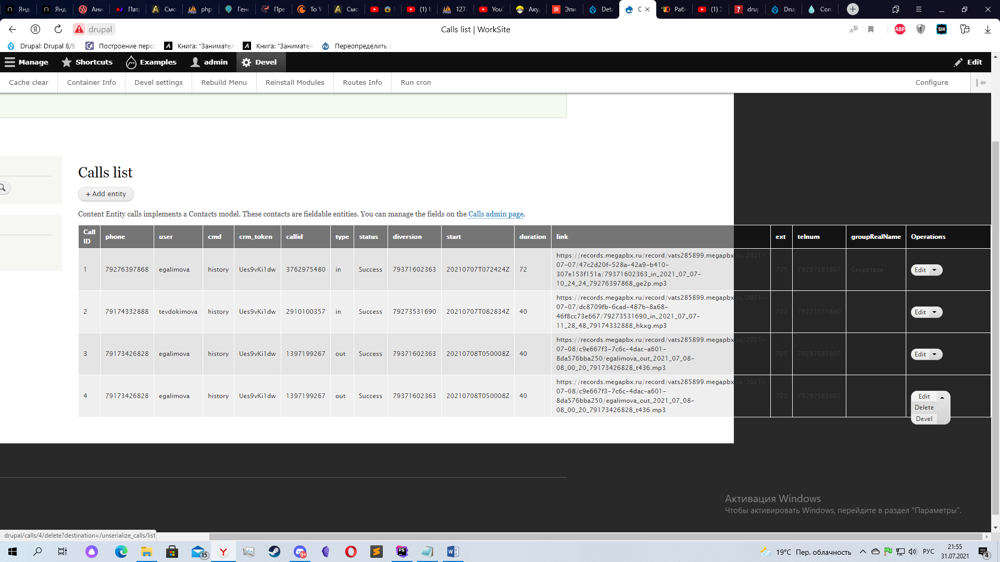 Янд
Янд
Ани
Пат
Смо
php
Ген
Пре
To Y
Смо
(1) М
127.
YouT
Аку
Эпи
Deta
C
Рабо
(1) З
drup
Drup
Con
drupal
Calls list | WorkSite
ABP
SIH
Drupal: Drupal 8/9
Построение перс
Книга: "Занимател
Книга: "Занимател
Переопределить з
Manage
Shortcuts
Examples
admin
Devel
Edit
Cache clear
Container Info
Devel settings
Rebuild Menu
Reinstall Modules
Routes Info
Run cron
Configure
Calls list
+ Add entity
Content Entity calls implements a Contacts model. These contacts are fieldable entities. You can manage the fields on the Calls admin page.
Call ID phone user cmd crm_token callid type status diversion start duration link ext telnum groupRealName Operations
1 79276397868 egalimova history Ues9vKi1dw 3762975480 in Success 79371602363 20210707T072424Z 72
https://records.megapbx.ru/record/vats285899.megapbx.ru/2021-
07-07/47c2d20f-528a-42a9-b410-
307e153f151a/79371602363_in_2021_07_07-
10_24_24_79276397868_ge2p.mp3
705 79297583807 Секретарь Edit
2 79174332888 tevdokimova history Ues9vKi1dw 2910100357 in Success 79273531690 20210707T082834Z 40
https://records.megapbx.ru/record/vats285899.megapbx.ru/2021-
07-07/dc8709fb-6cad-487b-8a68-
46f8cc73e667/79273531690_in_2021_07_07-
11_28_48_79174332888_hkxg.mp3
702 79273531690 Edit
3 79173426828 egalimova history Ues9vKi1dw 1397199267 out Success 79371602363 20210708T050008Z 40
https://records.megapbx.ru/record/vats285899.megapbx.ru/2021-
07-08/c9e667f3-7c6c-4dac-a601-
8da576bba250/egalimova_out_2021_07_08-
08_00_20_79173426828_t436.mp3
705 79297583807 Edit
4 79173426828 egalimova history Ues9vKi1dw 1397199267 out Success 79371602363 20210708T050008Z 40
https://records.megapbx.ru/record/vats285899.megapbx.ru/2021-
07-08/c9e667f3-7c6c-4dac-a601-
8da576bba250/egalimova_out_2021_07_08-
08_00_20_79173426828_t436.mp3
705 79297583807 Edit
Delete
Devel
Активация Windows
Чтобы активировать Windows, перейдите в раздел "Параметры".
drupal/calls/4/delete?destination=/unserialize_calls/list
15
9+
PS
19°C Пер. облачность
РУС
21:55
31.07.2021
4